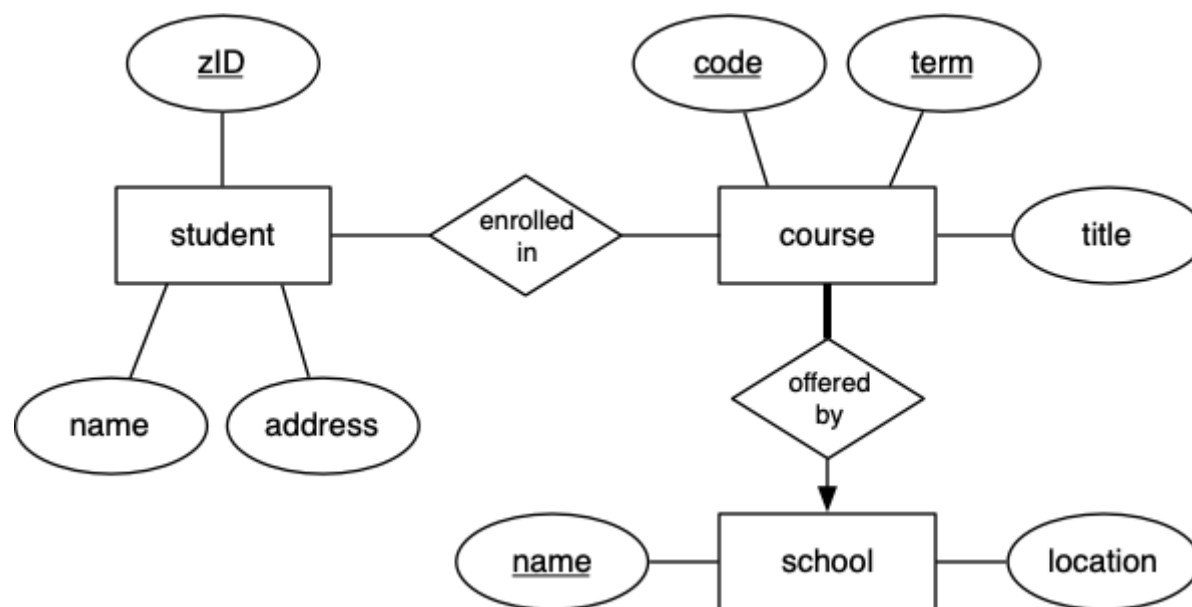 zID
code
term
student
enrolled
in
course
title
name
address
offered
by
name
school
location